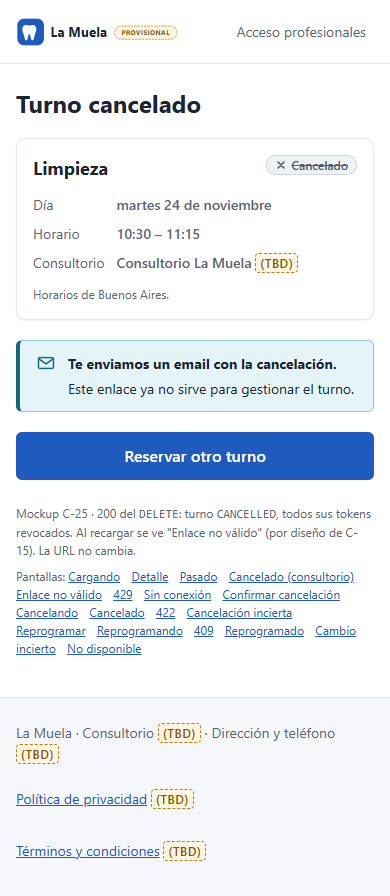 La Muela PROVISIONAL Acceso profesionales
Turno cancelado
Limpieza Cancelado
Día martes 24 de noviembre
Horario 10:30 – 11:15
Consultorio Consultorio La Muela (TBD)
Horarios de Buenos Aires.
Te enviamos un email con la cancelación.
Este enlace ya no sirve para gestionar el turno.
Reservar otro turno
Mockup C-25 · 200 del DELETE: turno CANCELLED, todos sus tokens
revocados. Al recargar se ve "Enlace no válido" (por diseño de C-
15). La URL no cambia.
Pantallas: Cargando Detalle Pasado Cancelado (consultorio)
Enlace no válido 429 Sin conexión Confirmar cancelación
Cancelando Cancelado 422 Cancelación incierta
Reprogramar Reprogramando 409 Reprogramado Cambio
incierto No disponible
La Muela · Consultorio (TBD) · Dirección y teléfono
(TBD)
Política de privacidad (TBD)
Términos y condiciones (TBD)